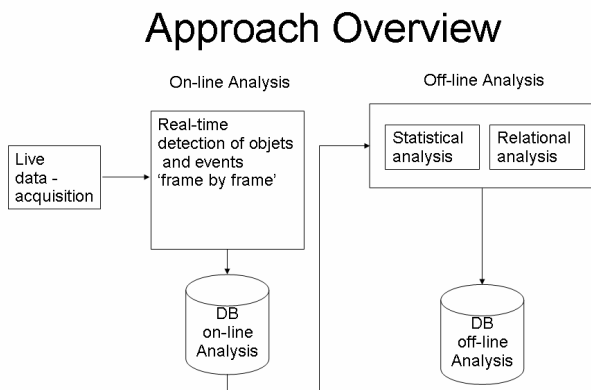 Approach Overview
On-line Analysis
Off-line Analysis
Live
data -
acquisition
Real-time
detection of objets
and events
‘frame by frame’
Statistical
analysis
Relational
analysis
DB
on-line
Analysis
DB
off-line
Analysis